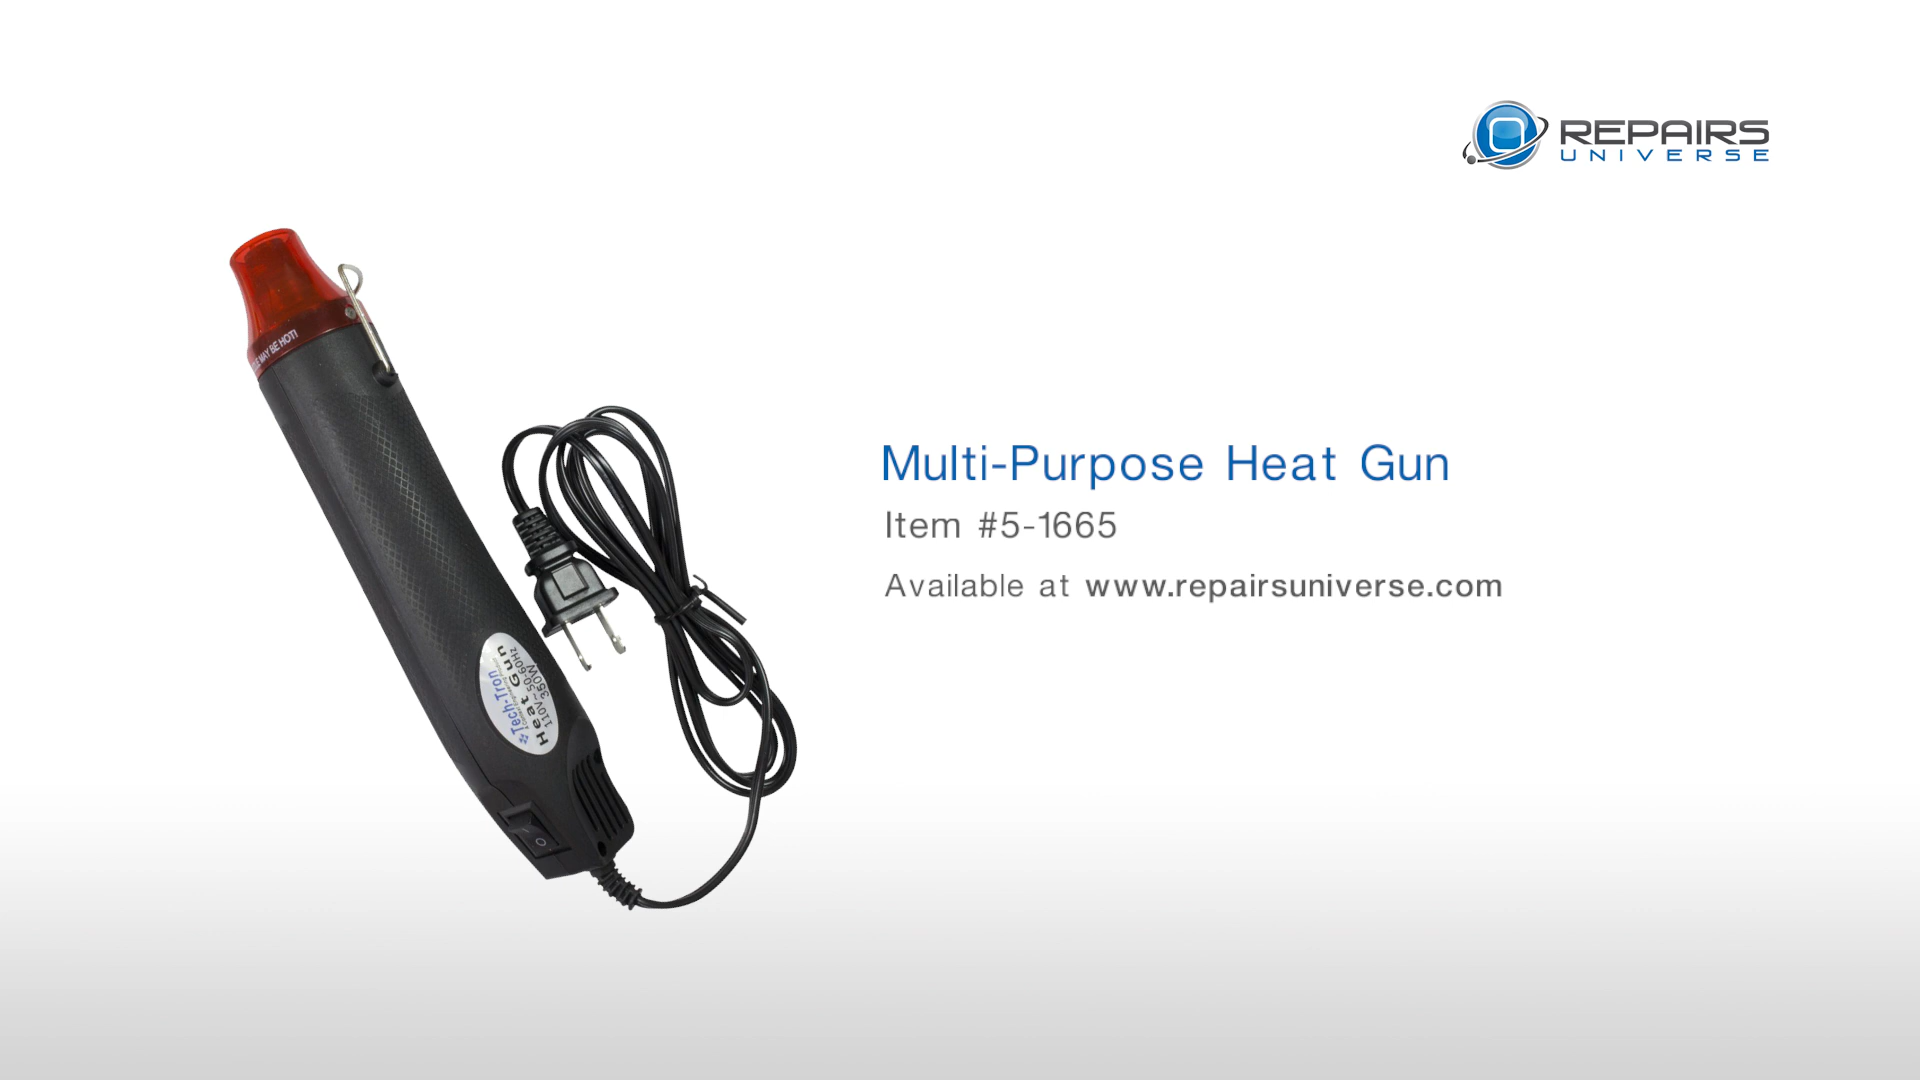 REPAIRS
UNIVERSE
MAY BE HOT!
Multi-Purpose Heat Gun
Item #5-1665
Available at www.repairsuniverse.com
Tech-Tron
Heat Gun
110V~ 50-60Hz
350W